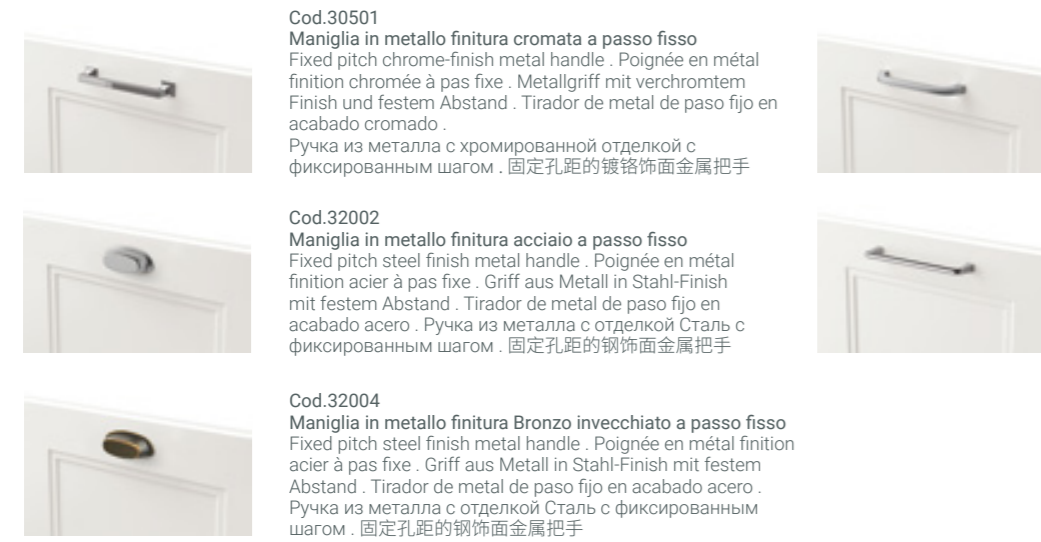 Cod.30501
Maniglia in metallo finitura cromata a passo fisso
Fixed pitch chrome-finish metal handle . Poignée en métal
finition chromée à pas fixe . Metallgriff mit verchromtem
Finish und festem Abstand . Tirador de metal de paso fijo en
acabado cromado .
Ручка из металла с хромированной отделкой с
фиксированным шагом . 固定孔距的镀铬饰面金属把手
Cod.32002
Maniglia in metallo finitura acciaio a passo fisso
Fixed pitch steel finish metal handle . Poignée en métal
finition acier à pas fixe . Griff aus Metall in Stahl-Finish
mit festem Abstand . Tirador de metal de paso fijo en
acabado acero . Ручка из металла с отделкой Сталь с
фиксированным шагом . 固定孔距的钢饰面金属把手
Cod.32004
Maniglia in metallo finitura Bronzo invecchiato a passo fisso
Fixed pitch steel finish metal handle . Poignée en métal finition
acier à pas fixe . Griff aus Metall in Stahl-Finish mit festem
Abstand . Tirador de metal de paso fijo en acabado acero .
Ручка из металла с отделкой Сталь с фиксированным
шагом . 固定孔距的钢饰面金属把手